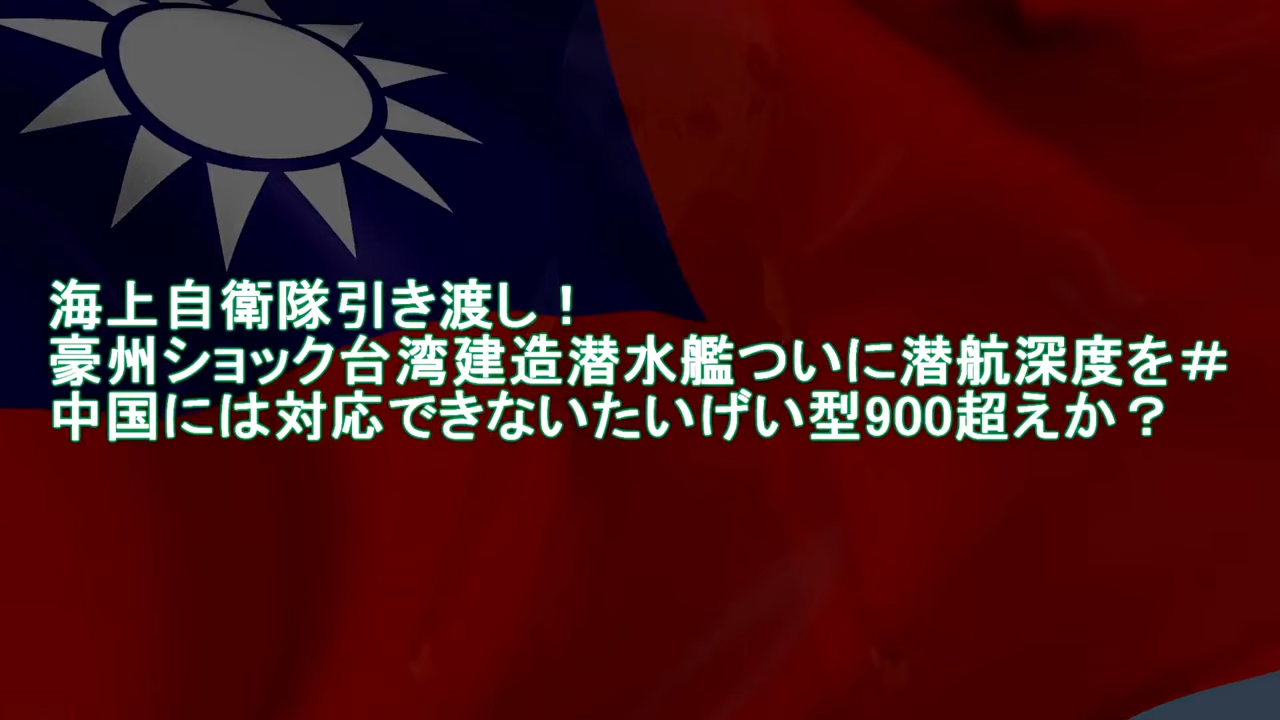 海上自衛隊引き渡し！
豪州ショック台湾建造潜水艦ついに潜航深度を＃
中国には対応できないたいげい型900超えか？